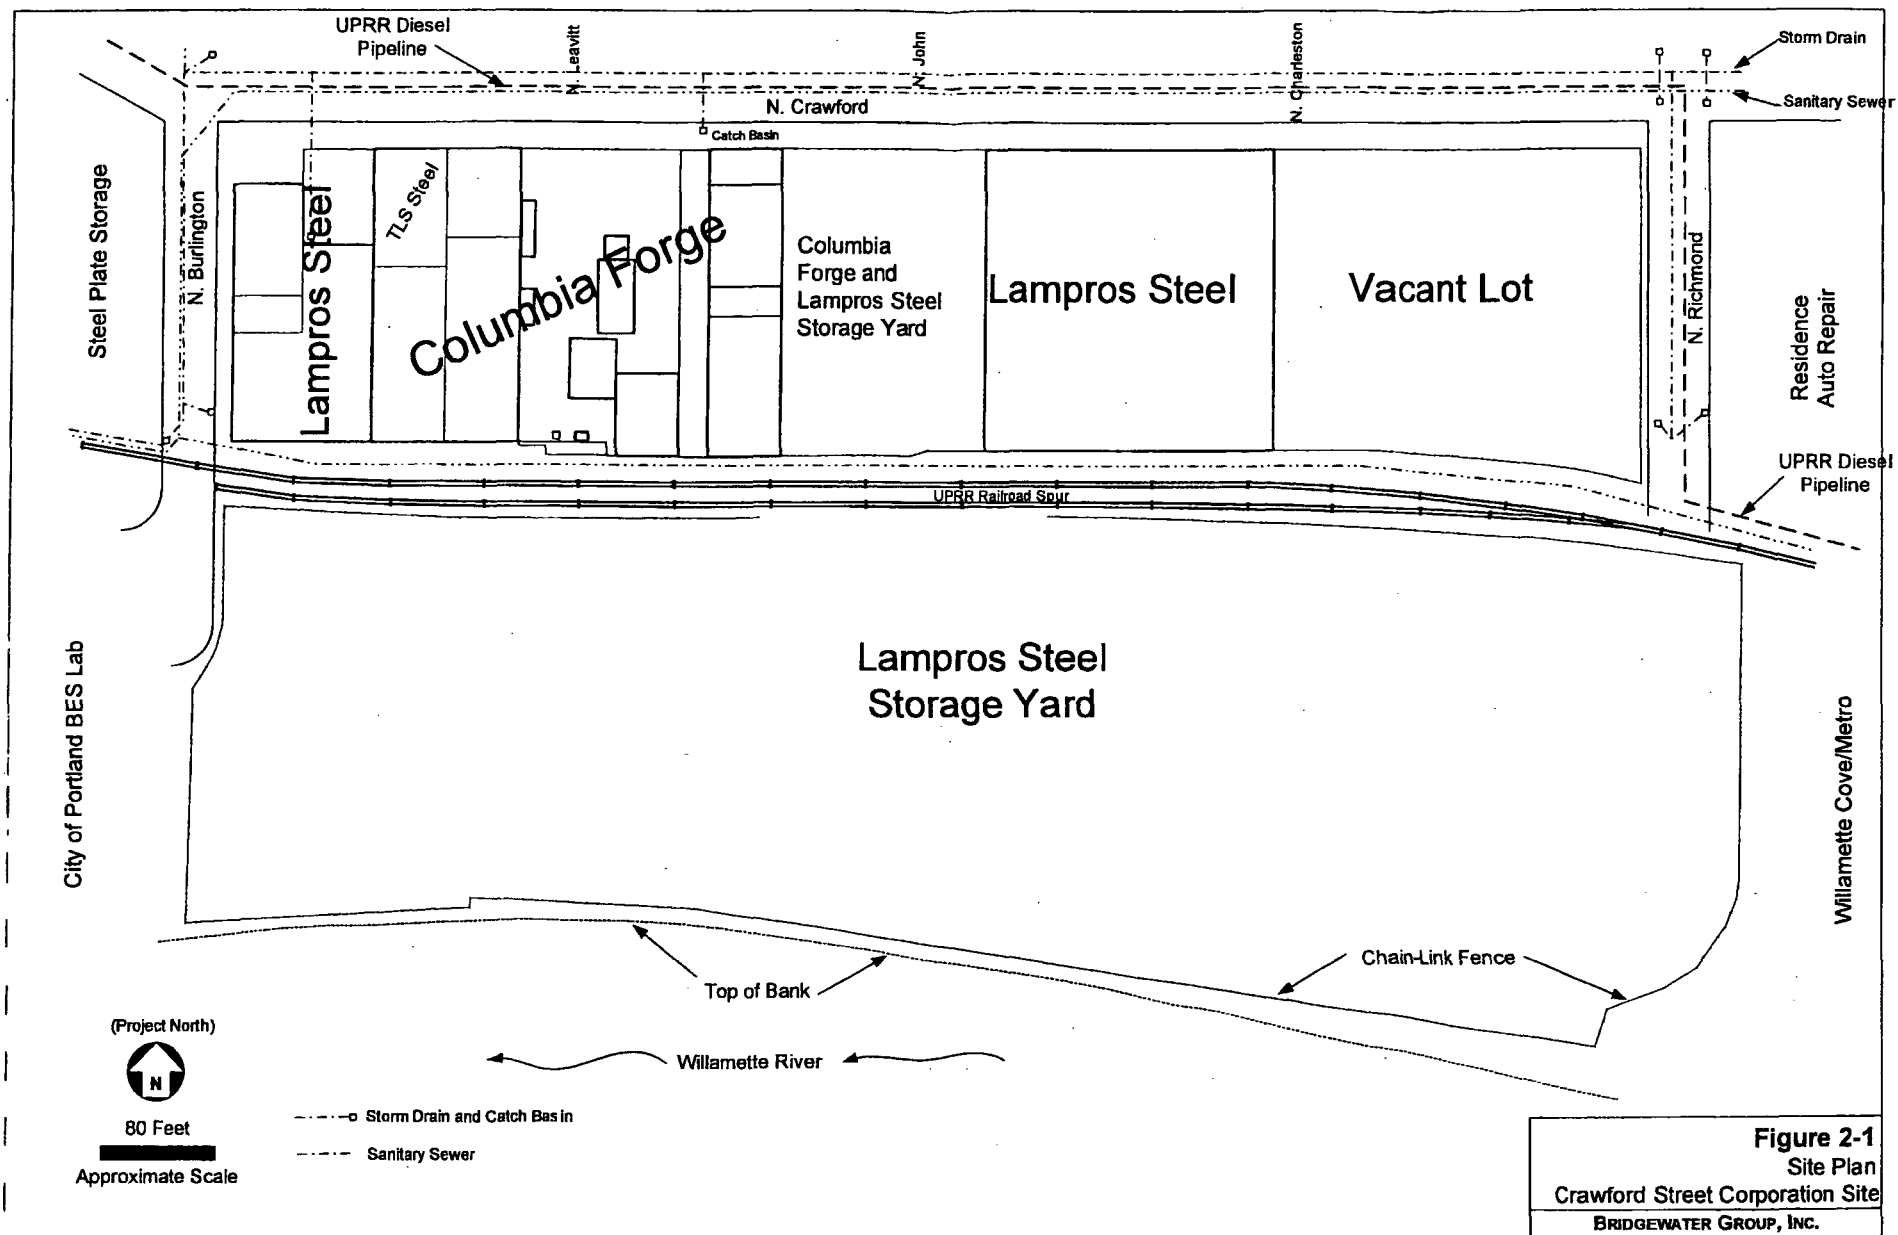 UPRR Diesel
Pipeline
N. Leavitt
N. John
N. Charleston
Storm Drain
Sanitary Sewer
N. Crawford
Catch Basin
Steel Plate Storage
N. Burlington
Lampros Steel
TLS Steel
Columbia Forge
Columbia
Forge and
Lampros Steel
Storage Yard
Lampros Steel
Vacant Lot
N. Richmond
Residence
Auto Repair
UPRR Diesel
Pipeline
UPRR Railroad Spur
City of Portland BES Lab
Lampros Steel
Storage Yard
Willamette Cove/Metro
Chain-Link Fence
Top of Bank
(Project North)
N
Willamette River
80 Feet
Approximate Scale
Storm Drain and Catch Basin
Sanitary Sewer
Figure 2-1
Site Plan
Crawford Street Corporation Site
BRIDGEWATER GROUP, INC.